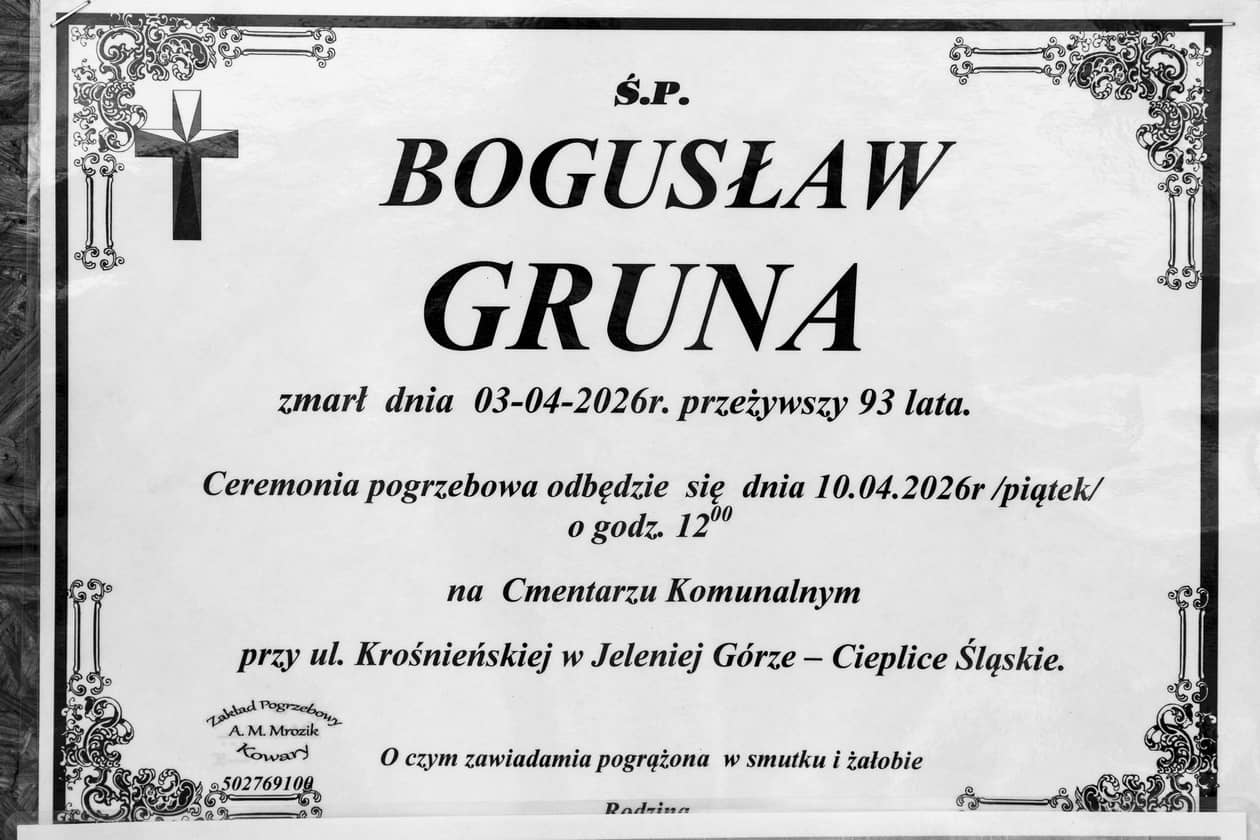 Ś.P.
BOGUSŁAW
GRUNA
zmarł dnia 03-04-2026r. przeżywszy 93 lata.
Ceremonia pogrzebowa odbędzie się dnia 10.04.2026r /piątek/
o godz. 12⁰⁰
na Cmentarzu Komunalnym
przy ul. Krośnieńskiej w Jeleniej Górze – Cieplice Śląskie.
Zakład Pogrzebowy
A. M. Mrozik
Kowary
502769100
O czym zawiadamia pogrążona w smutku i żałobie
Rodzina